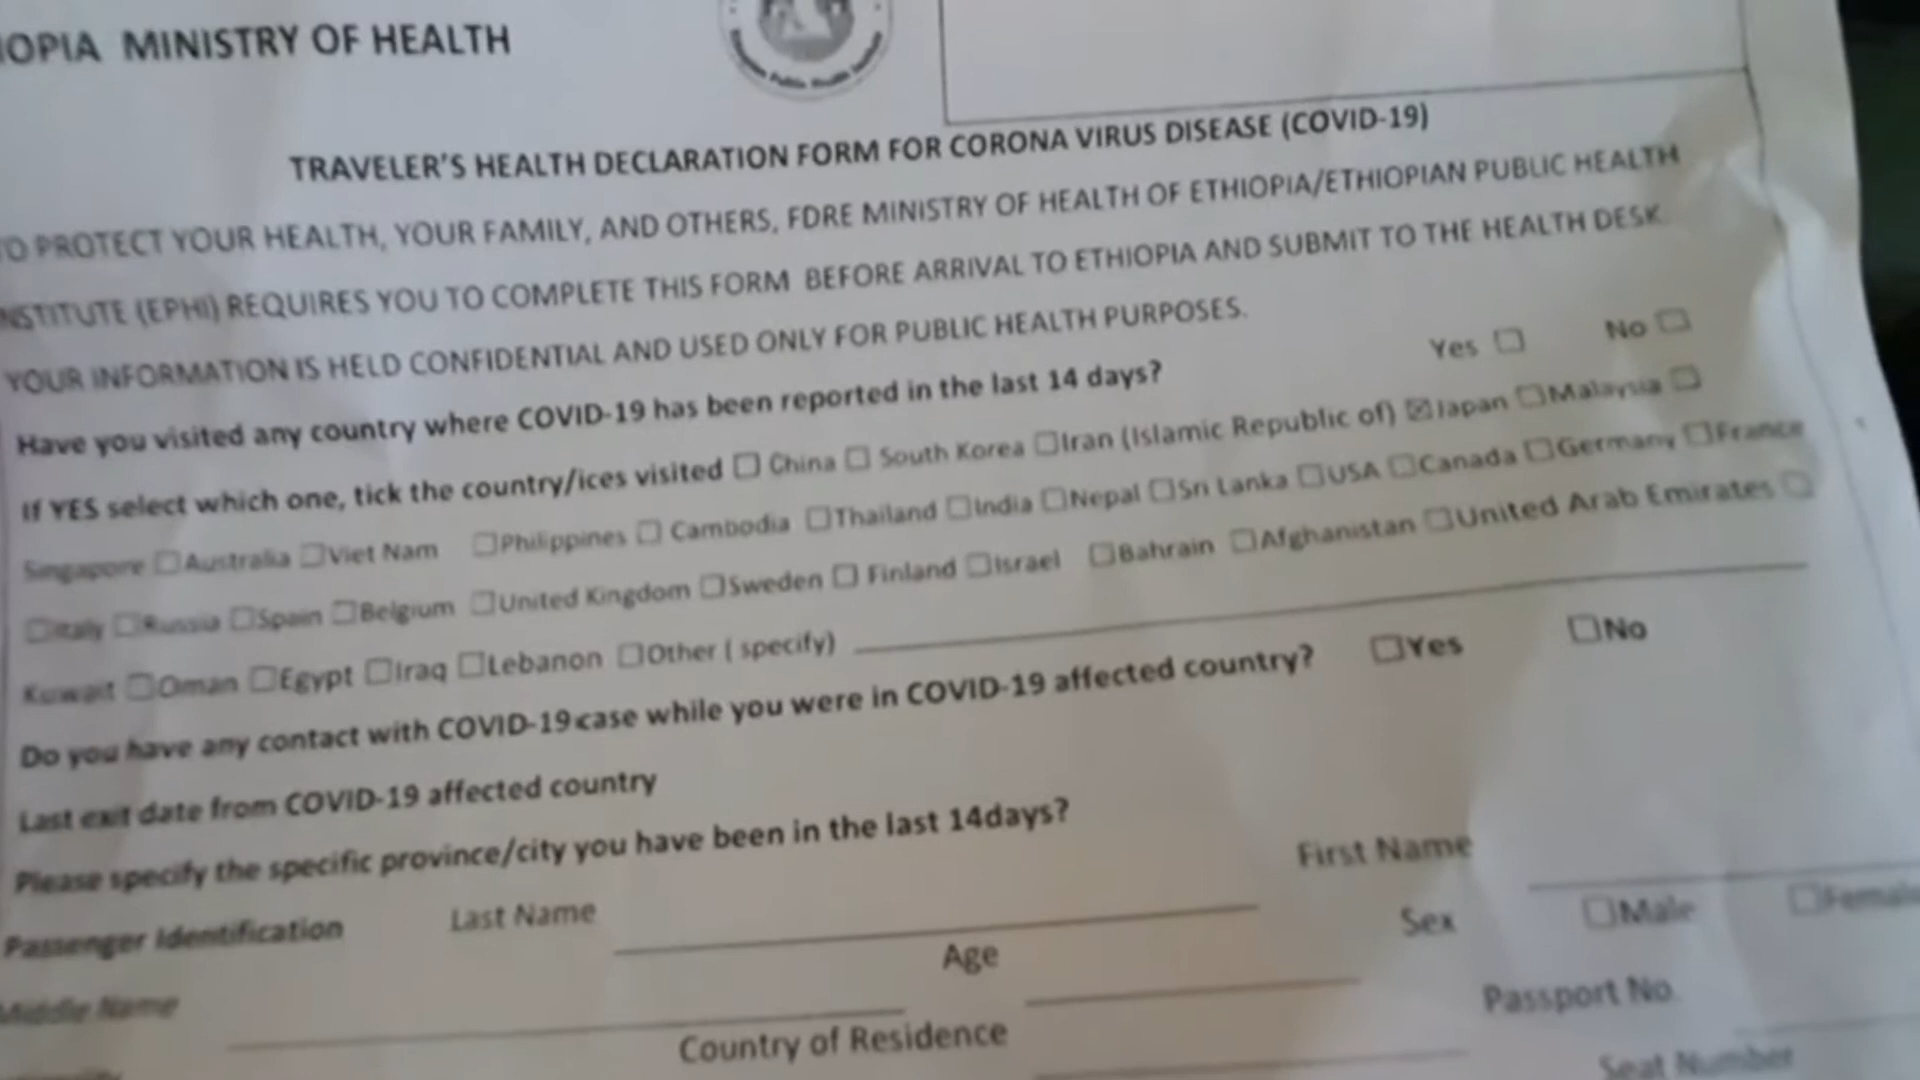 IOPIA MINISTRY OF HEALTH
Ethiopian Public Health Institute
TRAVELER'S HEALTH DECLARATION FORM FOR CORONA VIRUS DISEASE (COVID-19)
TO PROTECT YOUR HEALTH, YOUR FAMILY, AND OTHERS, FDRE MINISTRY OF HEALTH OF ETHIOPIA/ETHIOPIAN PUBLIC HEALTH
NSTITUTE (EPHI) REQUIRES YOU TO COMPLETE THIS FORM BEFORE ARRIVAL TO ETHIOPIA AND SUBMIT TO THE HEALTH DESK.
YOUR INFORMATION IS HELD CONFIDENTIAL AND USED ONLY FOR PUBLIC HEALTH PURPOSES.
Have you visited any country where COVID-19 has been reported in the last 14 days? Yes ☐ No ☐
If YES select which one, tick the country/ices visited ☐ China ☐ South Korea ☐Iran (Islamic Republic of) ☒Japan ☐Malaysia ☐
Singapore ☐Australia ☐Viet Nam ☐Philippines ☐ Cambodia ☐Thailand ☐India ☐Nepal ☐Sri Lanka ☐USA ☐Canada ☐Germany ☐France
☐Italy ☐Russia ☐Spain ☐Belgium ☐United Kingdom ☐Sweden ☐ Finland ☐Israel ☐Bahrain ☐Afghanistan ☐United Arab Emirates ☐
Kuwait ☐Oman ☐Egypt ☐Iraq ☐Lebanon ☐Other ( specify)
Do you have any contact with COVID-19 case while you were in COVID-19 affected country? ☐Yes ☐No
Last exit date from COVID-19 affected country
Please specify the specific province/city you have been in the last 14days?
Passenger Identification Last Name First Name
Middle Name Age Sex ☐Male ☐Female
Country of Residence Passport No.
Seat Number